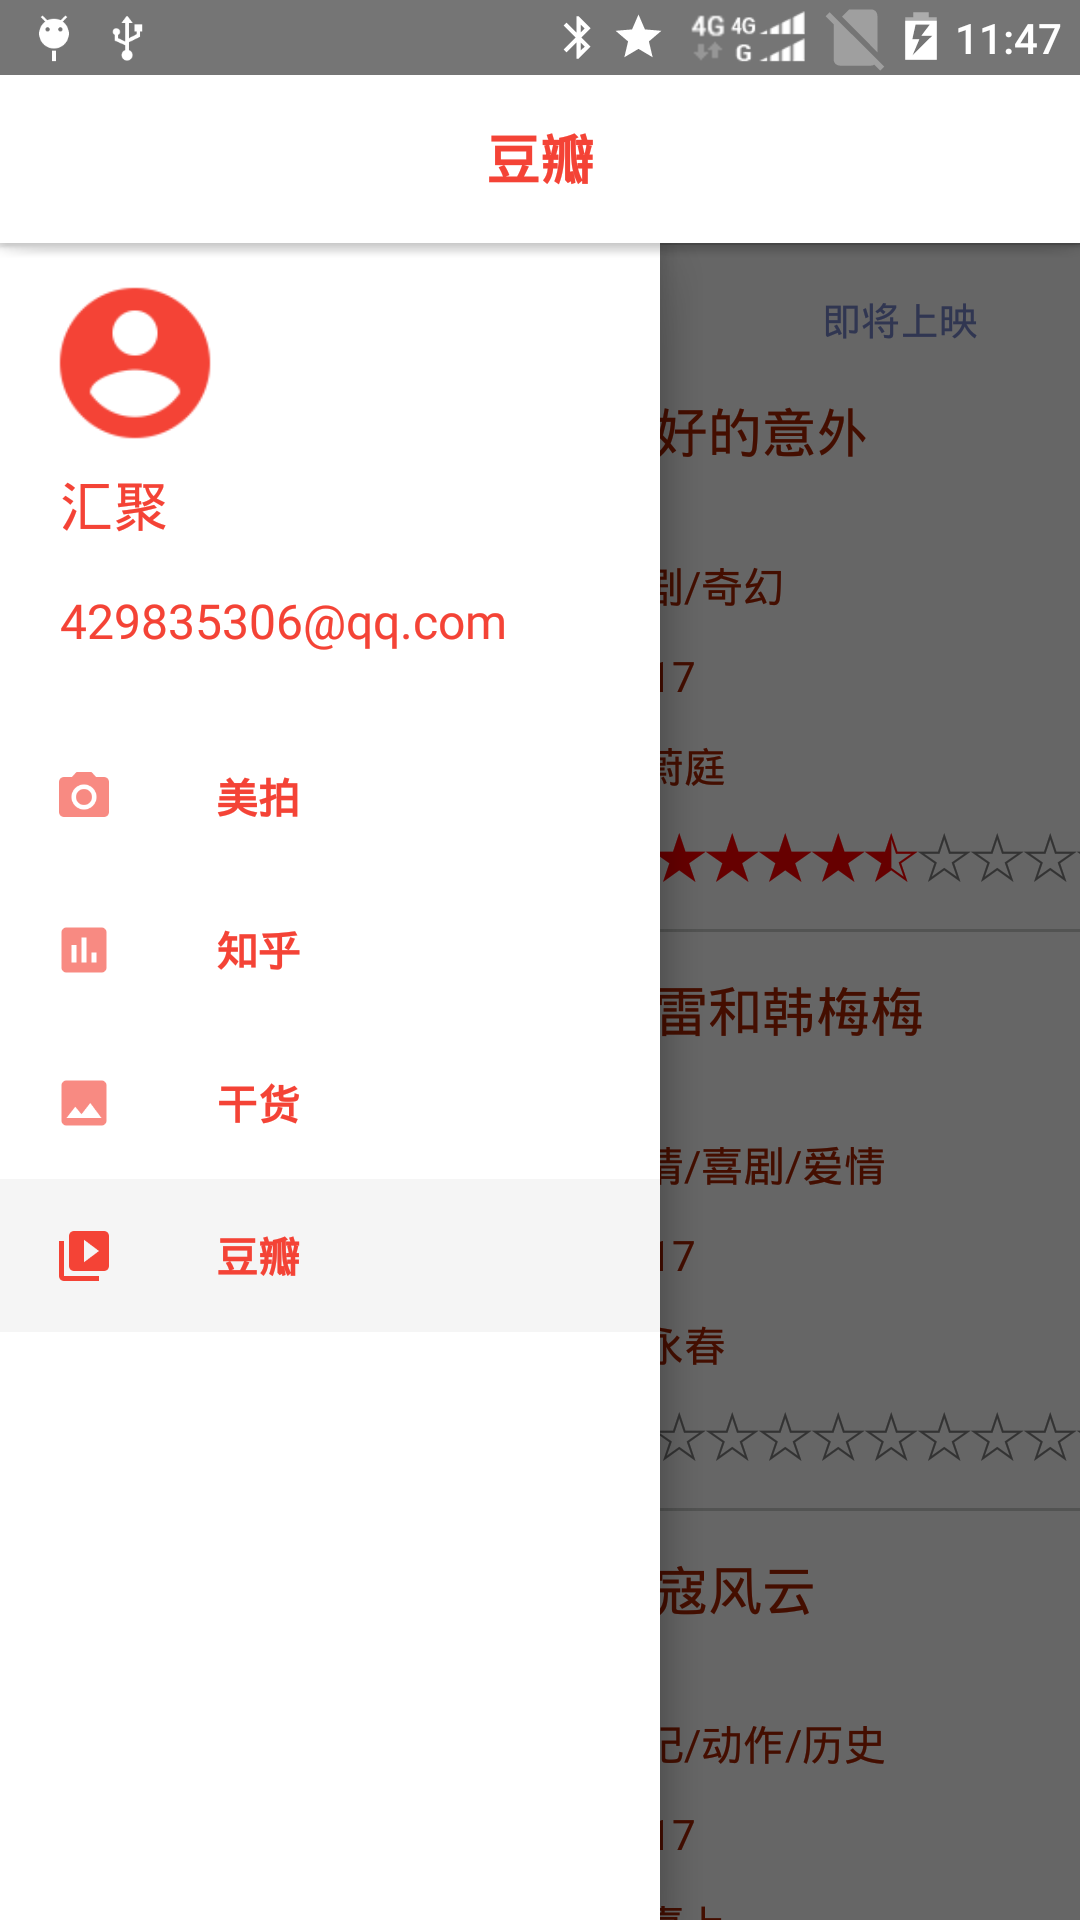 4G 4G G 11:47
豆瓣
汇聚
429835306@qq.com
美拍
知乎
干货
豆瓣
即将上映
好的意外
剧/奇幻
17
蔚庭
雷和韩梅梅
情/喜剧/爱情
17
永春
寇风云
记/动作/历史
17